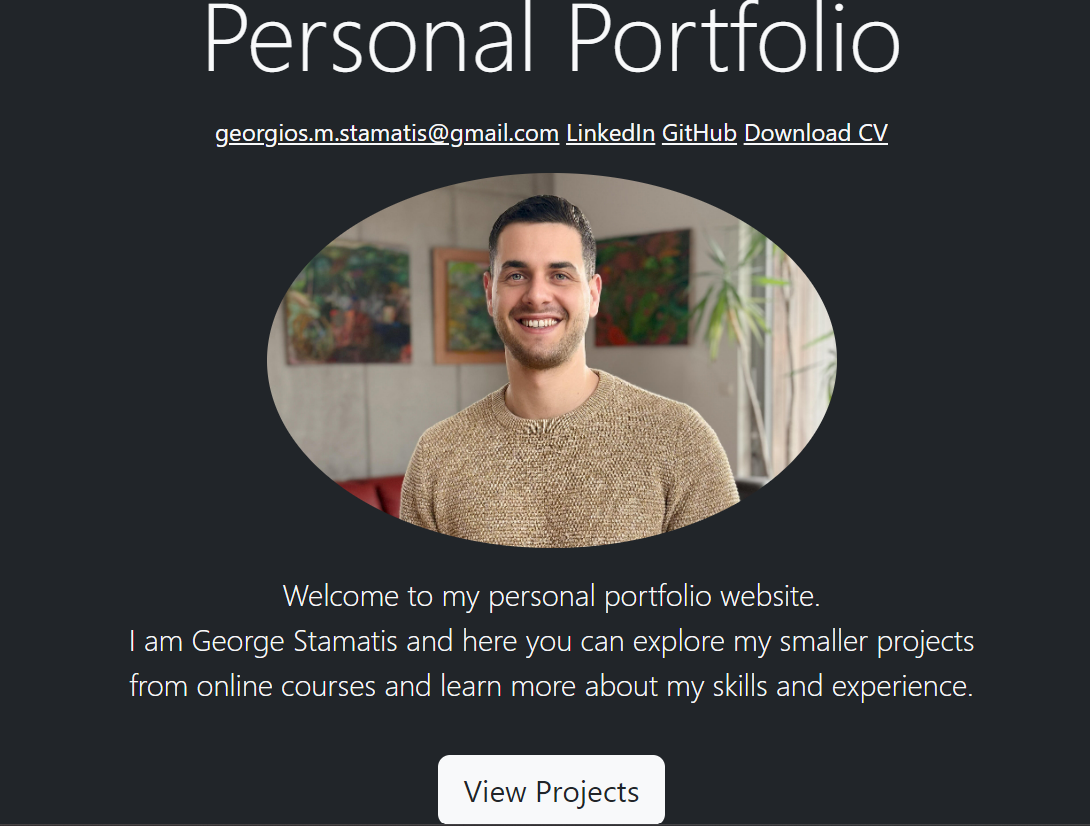 Personal Portfolio
georgios.m.stamatis@gmail.com LinkedIn GitHub Download CV
Welcome to my personal portfolio website.
I am George Stamatis and here you can explore my smaller projects
from online courses and learn more about my skills and experience.
View Projects